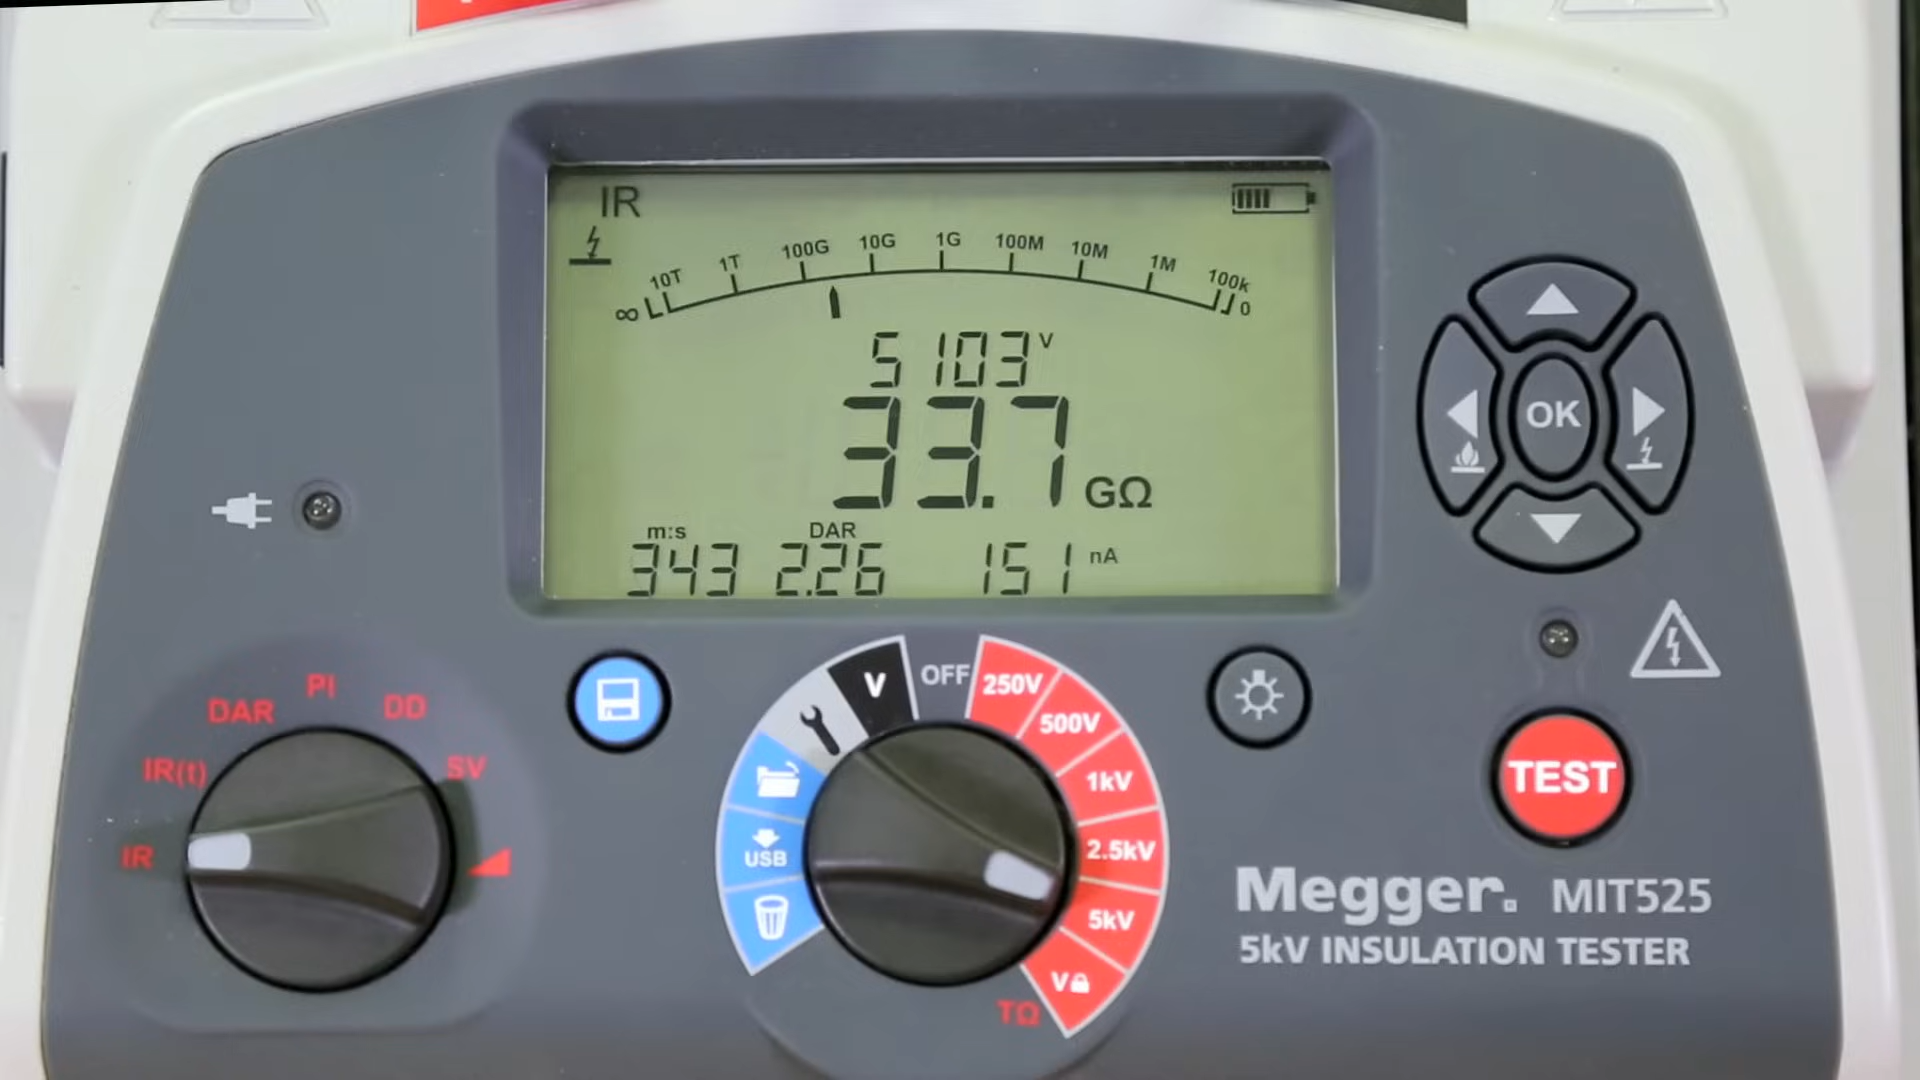 IR
∞ 10T 1T 100G 10G 1G 100M 10M 1M 100k 0
5103 V
33.7 GΩ
m:s DAR
343 2.26 151 nA
OK
IR IR(t) DAR PI DD SV
USB
V OFF 250V 500V 1kV 2.5kV 5kV V
TΩ
TEST
Megger. MIT525
5kV INSULATION TESTER